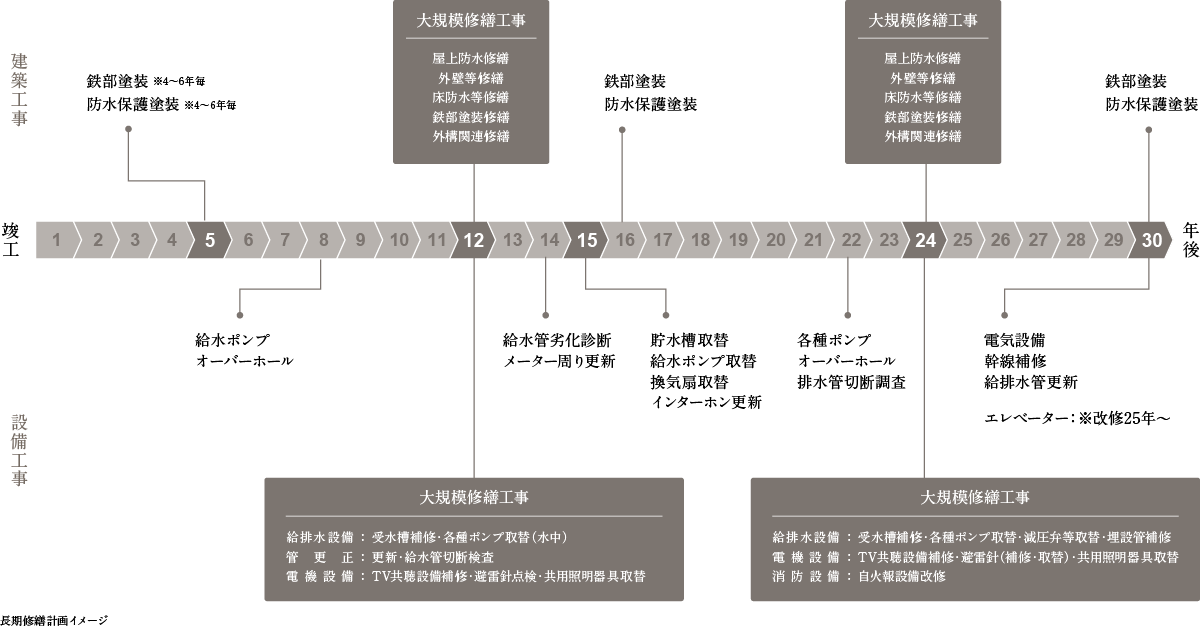 建築工事
大規模修繕工事
屋上防水修繕
外壁等修繕
床防水等修繕
鉄部塗装修繕
外構関連修繕
大規模修繕工事
屋上防水修繕
外壁等修繕
床防水等修繕
鉄部塗装修繕
外構関連修繕
鉄部塗装 ※4〜6年毎
防水保護塗装 ※4〜6年毎
鉄部塗装
防水保護塗装
鉄部塗装
防水保護塗装
竣工
1 2 3 4 5 6 7 8 9 10 11 12 13 14 15 16 17 18 19 20 21 22 23 24 25 26 27 28 29 30
年後
設備工事
給水ポンプ
オーバーホール
給水管劣化診断
メーター周り更新
貯水槽取替
給水ポンプ取替
換気扇取替
インターホン更新
各種ポンプ
オーバーホール
排水管切断調査
電気設備
幹線補修
給排水管更新
エレベーター：※改修25年〜
大規模修繕工事
給排水設備：受水槽補修・各種ポンプ取替（水中）
管更正：更新・給水管切断検査
電機設備：TV共聴設備補修・避雷針点検・共用照明器具取替
大規模修繕工事
給排水設備：受水槽補修・各種ポンプ取替・減圧弁等取替・埋設管補修
電機設備：TV共聴設備補修・避雷針（補修・取替）・共用照明器具取替
消防設備：自火報設備改修
長期修繕計画イメージ